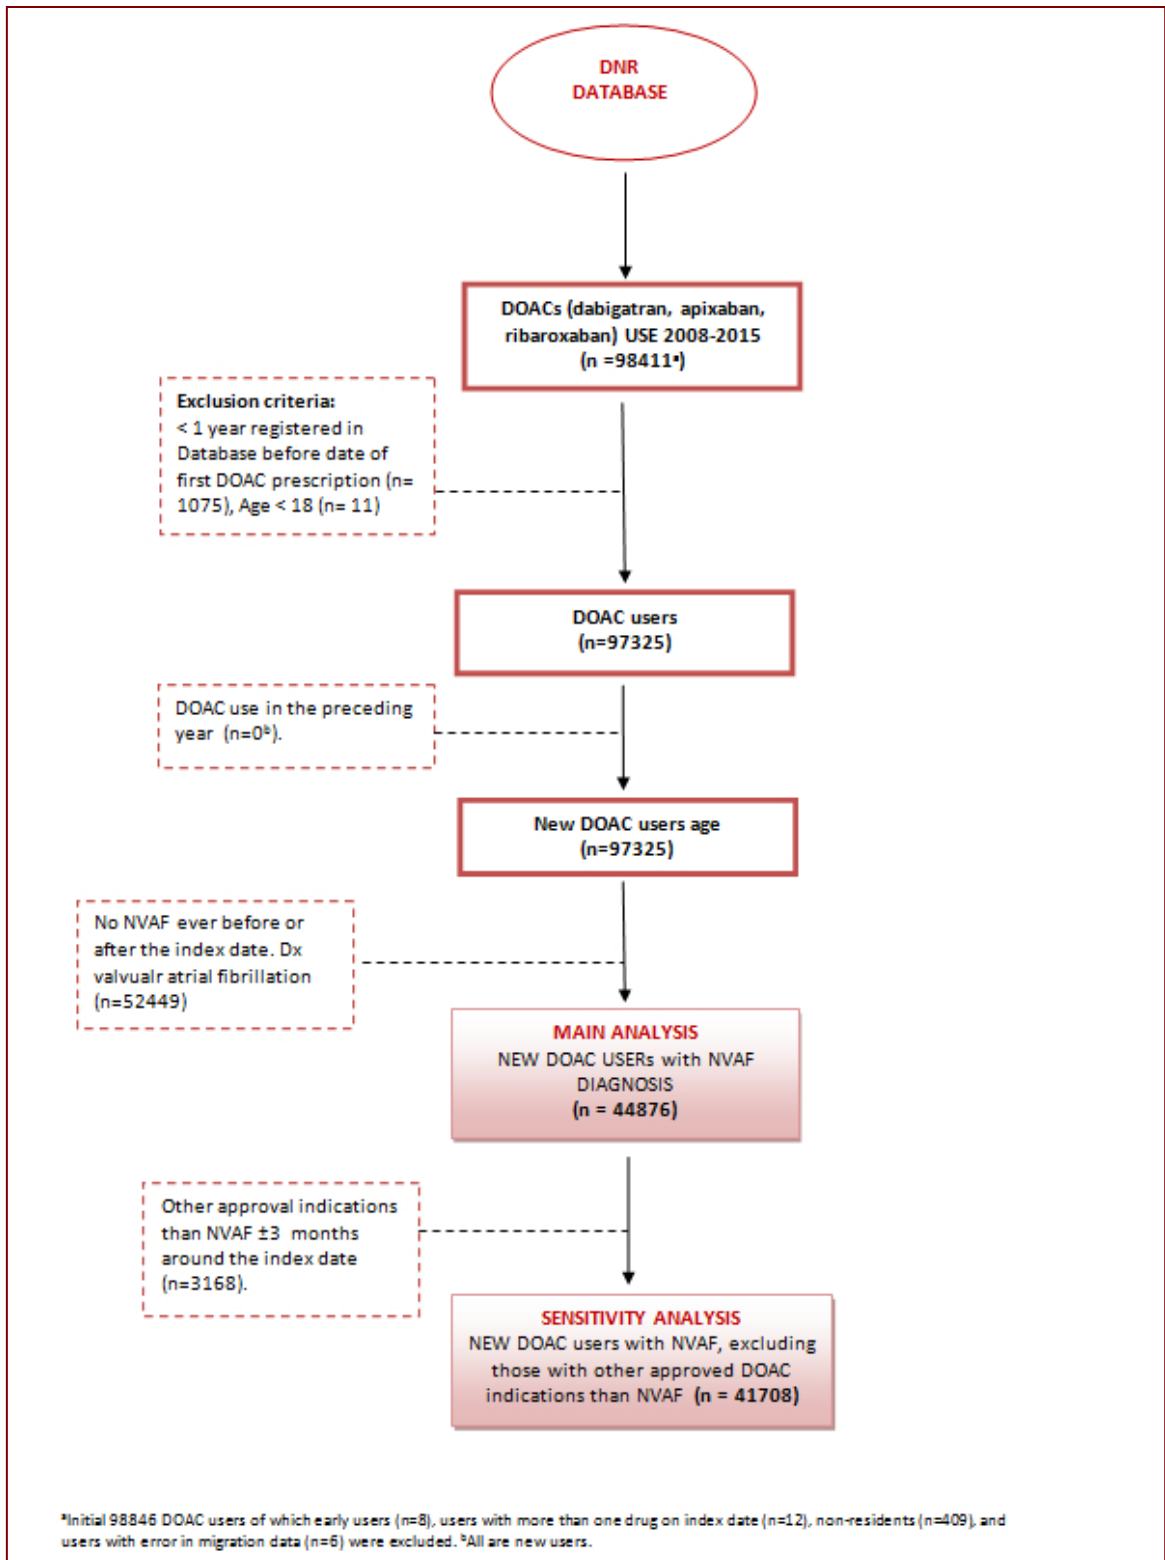 DNR
DATABASE
DOACs (dabigatran, apixaban,
ribaroxaban) USE 2008-2015
(n =98411ª)
Exclusion criteria:
< 1 year registered in
Database before date of
first DOAC prescription (n=
1075), Age < 18 (n= 11)
DOAC users
(n=97325)
DOAC use in the preceding
year (n=0ᵇ).
New DOAC users age
(n=97325)
No NVAF ever before or
after the index date. Dx
valvualr atrial fibrillation
(n=52449)
MAIN ANALYSIS
NEW DOAC USERs with NVAF
DIAGNOSIS
(n = 44876)
Other approval indications
than NVAF ±3 months
around the index date
(n=3168).
SENSITIVITY ANALYSIS
NEW DOAC users with NVAF, excluding
those with other approved DOAC
indications than NVAF (n = 41708)
ªInitial 98846 DOAC users of which early users (n=8), users with more than one drug on index date (n=12), non-residents (n=409), and
users with error in migration data (n=6) were excluded. ᵇAll are new users.